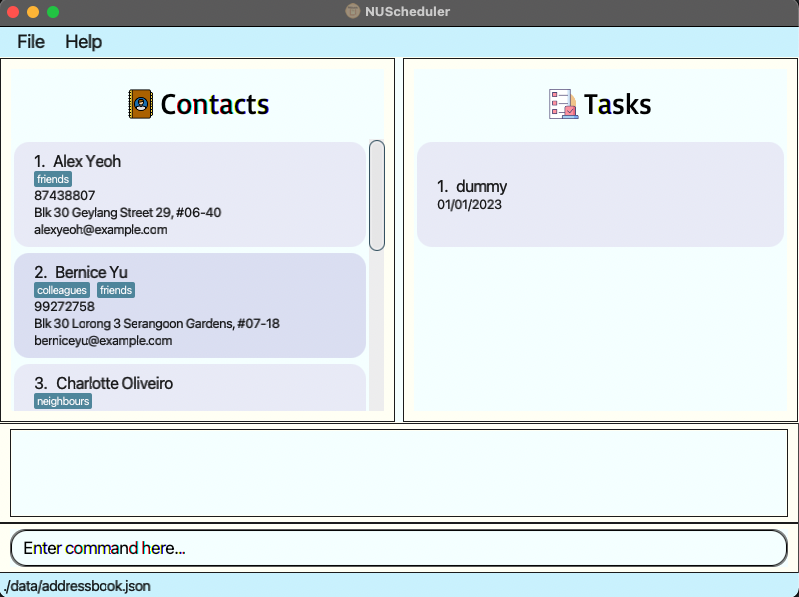 NUScheduler
File Help
Contacts
1. Alex Yeoh
friends
87438807
Blk 30 Geylang Street 29, #06-40
alexyeoh@example.com
2. Bernice Yu
colleagues friends
99272758
Blk 30 Lorong 3 Serangoon Gardens, #07-18
berniceyu@example.com
3. Charlotte Oliveiro
neighbours
Tasks
1. dummy
01/01/2023
Enter command here...
./data/addressbook.json